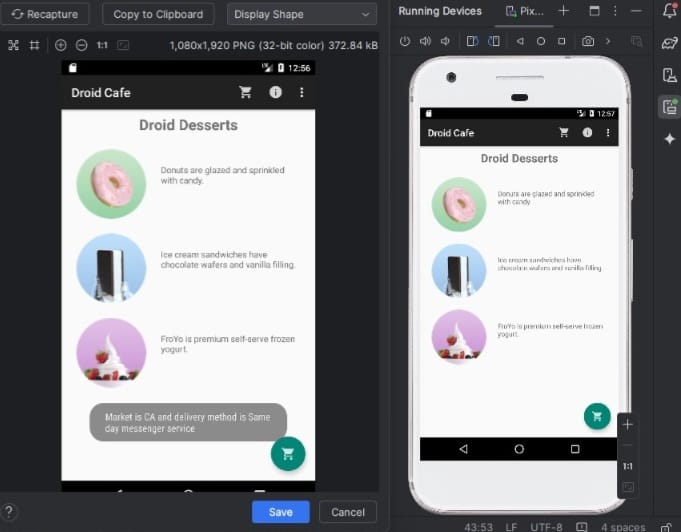 Recapture
Copy to Clipboard
Display Shape
1:1
1,080x1,920 PNG (32-bit color) 372.84 kB
12:56
Droid Cafe
Droid Desserts
Donuts are glazed and sprinkled
with candy.
Ice cream sandwiches have
chocolate wafers and vanilla filling.
FroYo is premium self-serve frozen
yogurt.
Market is CA and delivery method is Same
day messenger service
?
Save
Cancel
Running Devices
Pix...
12:57
Droid Cafe
Droid Desserts
Donuts are glazed and sprinkled
with candy
Ice cream sandwiches have
chocolate wafers and vanilla filling
FroYo is premium self-serve frozen
yogurt.
1:1
43:53
LF
UTF-8
4 spaces